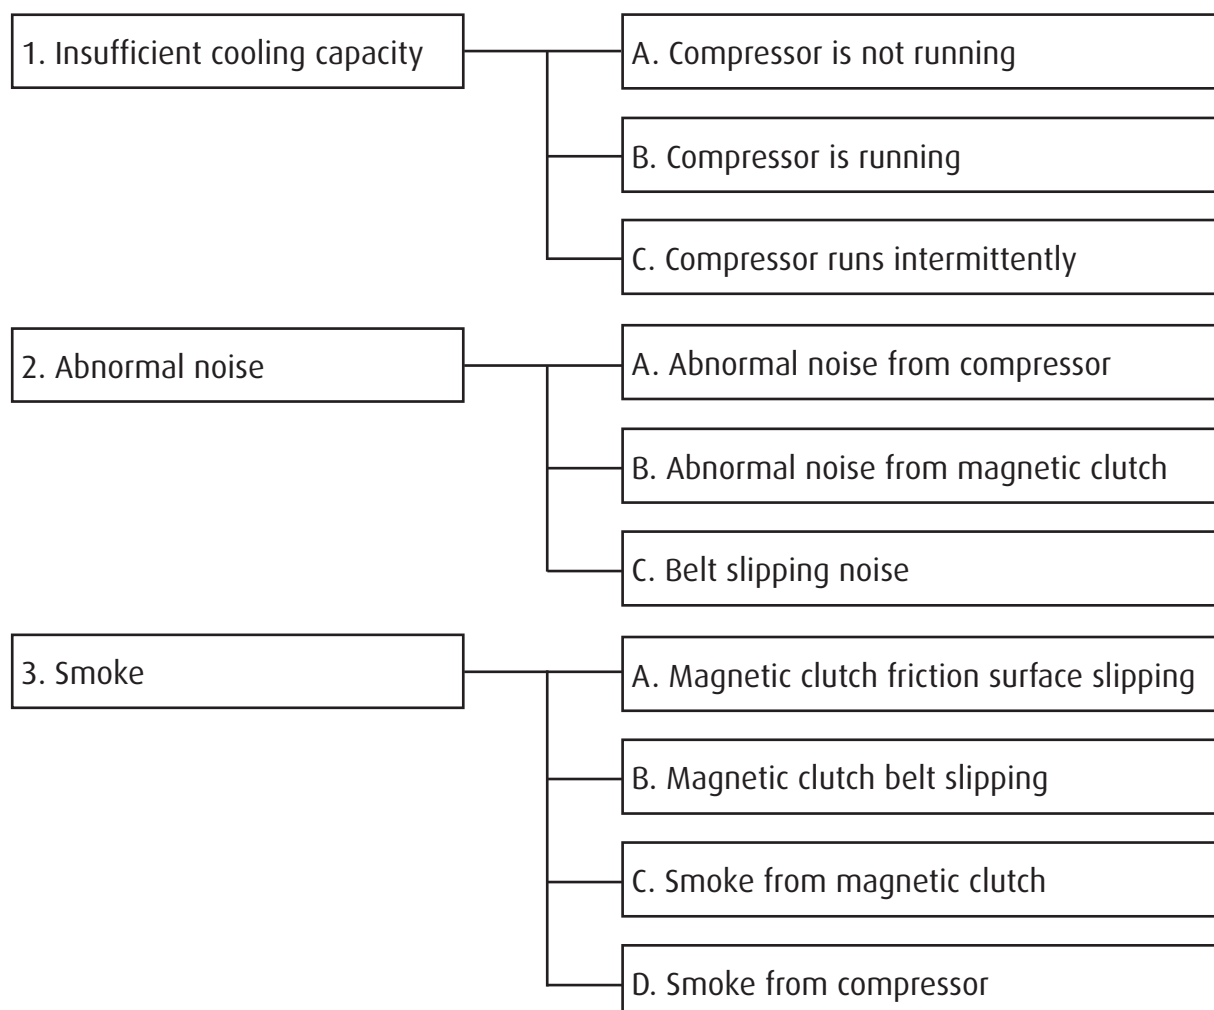 1. Insufficient cooling capacity
A. Compressor is not running
B. Compressor is running
C. Compressor runs intermittently
2. Abnormal noise
A. Abnormal noise from compressor
B. Abnormal noise from magnetic clutch
C. Belt slipping noise
3. Smoke
A. Magnetic clutch friction surface slipping
B. Magnetic clutch belt slipping
C. Smoke from magnetic clutch
D. Smoke from compressor